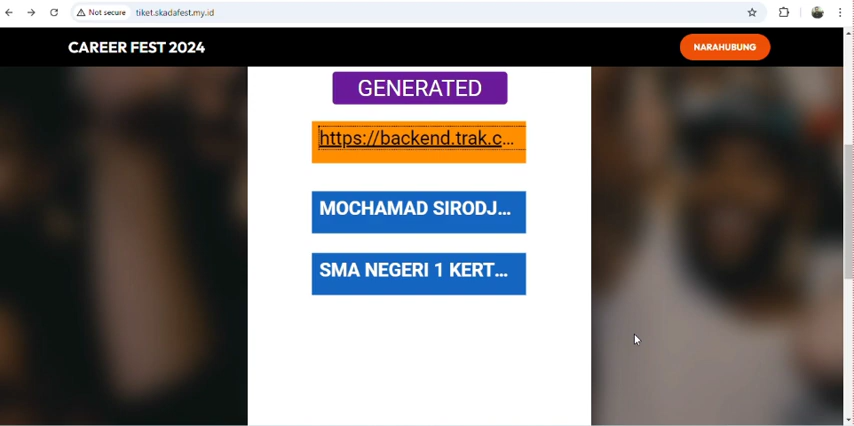 Not secure tiket.skadafest.my.id
CAREER FEST 2024
NARAHUBUNG
GENERATED
https://backend.trak.c...
MOCHAMAD SIRODJ...
SMA NEGERI 1 KERT...